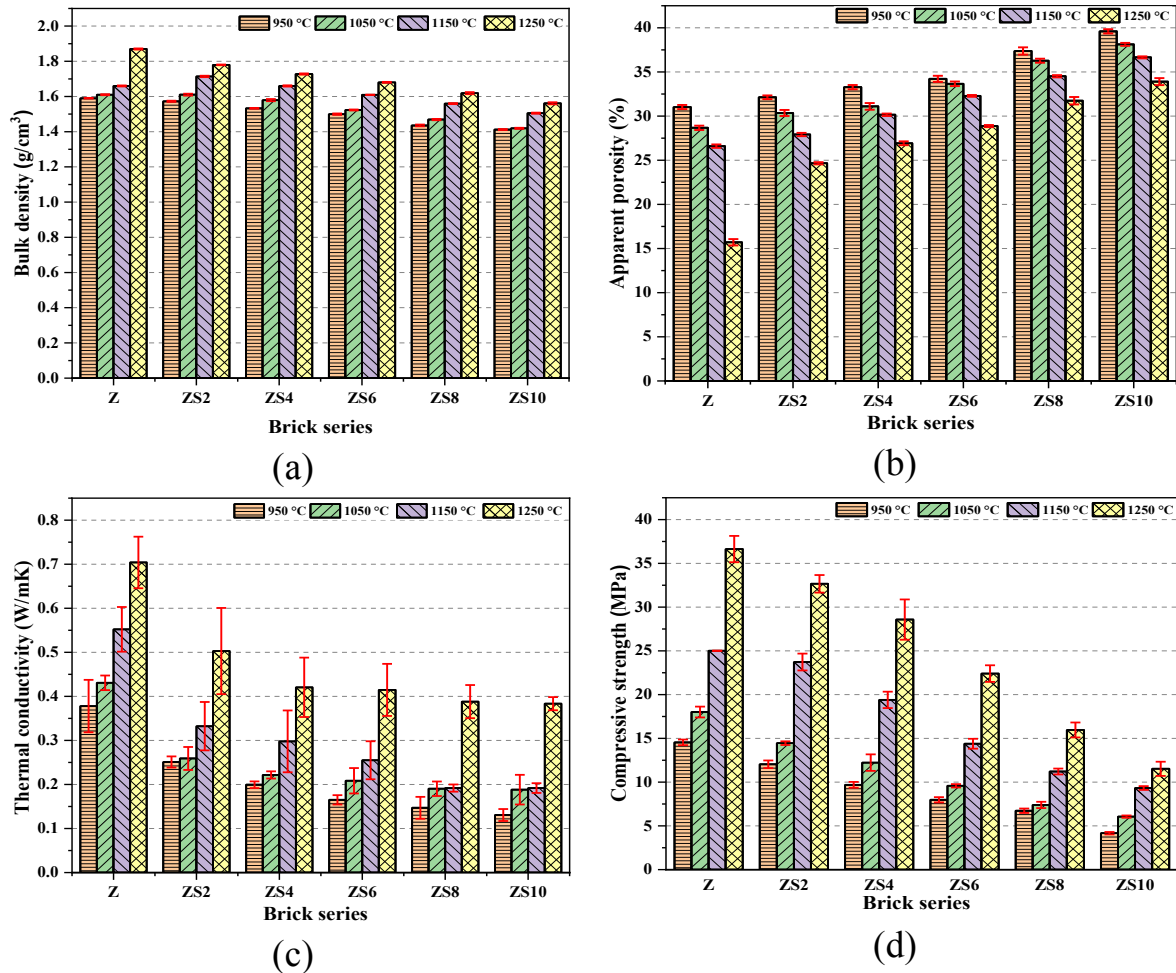 950 °C 1050 °C 1150 °C 1250 °C
2.0
1.8
1.6
1.4
1.2
1.0
0.8
0.6
0.4
0.2
0.0
Bulk density (g/cm3)
Z ZS2 ZS4 ZS6 ZS8 ZS10
Brick series
(a)
950 °C 1050 °C 1150 °C 1250 °C
40
35
30
25
20
15
10
5
0
Apparent porosity (%)
Z ZS2 ZS4 ZS6 ZS8 ZS10
Brick series
(b)
950 °C 1050 °C 1150 °C 1250 °C
0.8
0.7
0.6
0.5
0.4
0.3
0.2
0.1
0.0
Thermal conductivity (W/mK)
Z ZS2 ZS4 ZS6 ZS8 ZS10
Brick series
(c)
950 °C 1050 °C 1150 °C 1250 °C
40
35
30
25
20
15
10
5
0
Compressive strength (MPa)
Z ZS2 ZS4 ZS6 ZS8 ZS10
Brick series
(d)